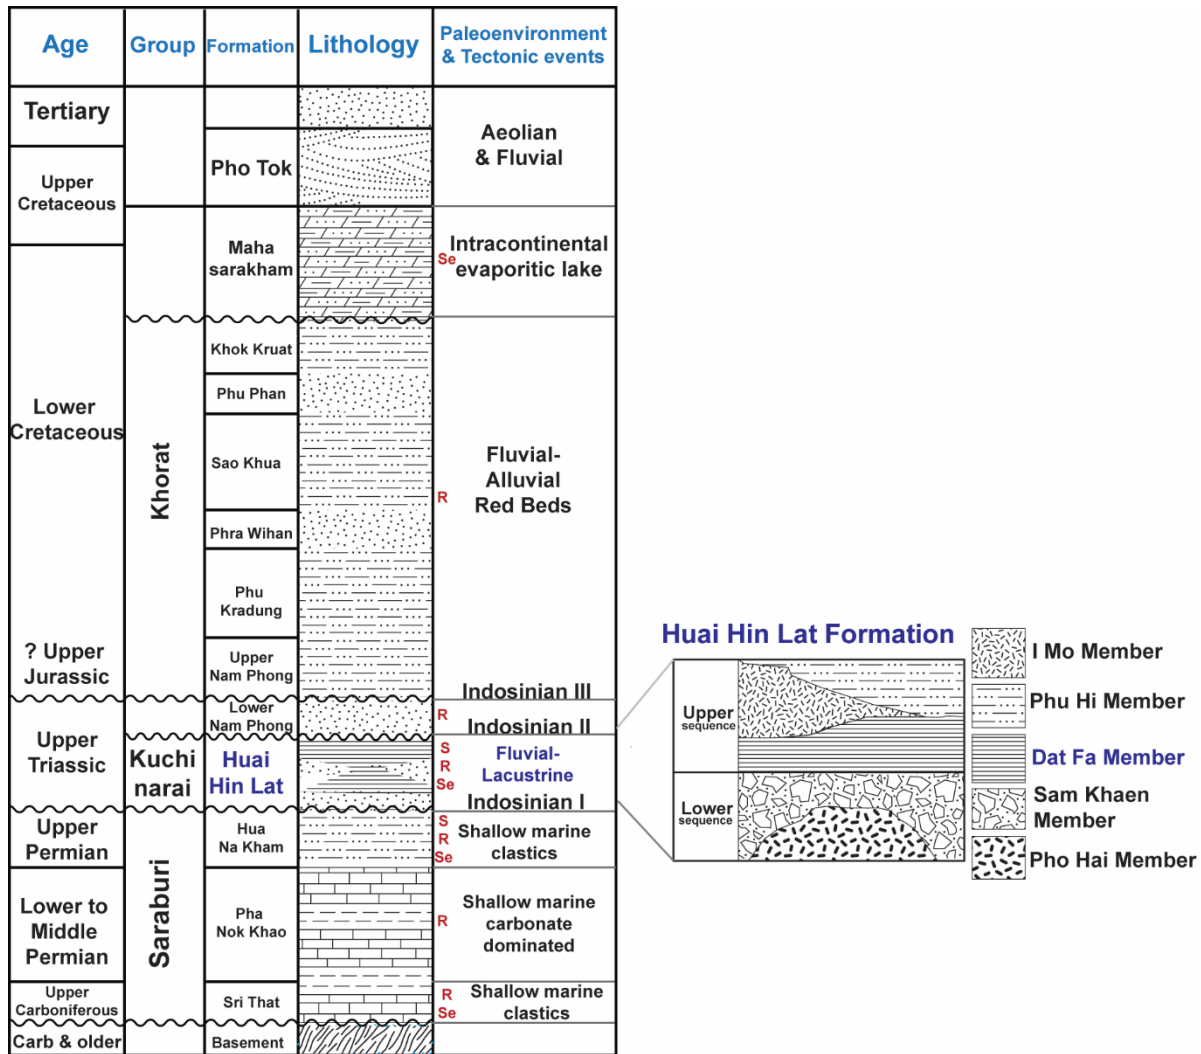 Age
Group
Formation
Lithology
Paleoenvironment
& Tectonic events
Tertiary
Upper
Cretaceous
Lower
Cretaceous
? Upper
Jurassic
Upper
Triassic
Upper
Permian
Lower to
Middle
Permian
Upper
Carboniferous
Carb & older
Khorat
Kuchi
narai
Saraburi
Pho Tok
Maha
sarakham
Khok Kruat
Phu Phan
Sao Khua
Phra Wihan
Phu
Kradung
Upper
Nam Phong
Lower
Nam Phong
Huai
Hin Lat
Hua
Na Kham
Pha
Nok Khao
Sri That
Basement
Aeolian
& Fluvial
Se
Intracontinental
evaporitic lake
Fluvial-
Alluvial
Red Beds
R
Indosinian III
R
Indosinian II
S
R
Se
Fluvial-
Lacustrine
Indosinian I
S
R
Se
Shallow marine
clastics
R
Shallow marine
carbonate
dominated
R
Se
Shallow marine
clastics
Huai Hin Lat Formation
Upper
sequence
Lower
sequence
I Mo Member
Phu Hi Member
Dat Fa Member
Sam Khaen
Member
Pho Hai Member